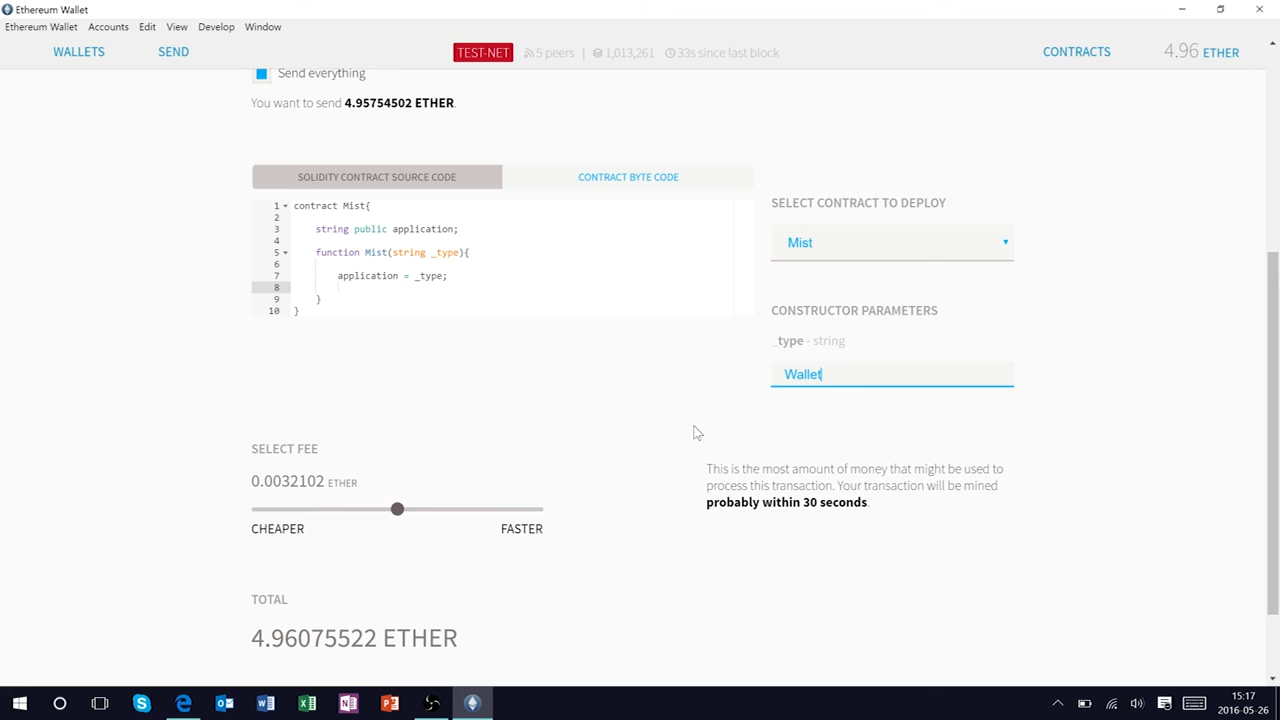 Ethereum Wallet
Ethereum Wallet Accounts Edit View Develop Window
WALLETS SEND TEST-NET 5 peers | 1,013,261 33s since last block CONTRACTS 4.96 ETHER
Send everything
You want to send 4.95754502 ETHER.
SOLIDITY CONTRACT SOURCE CODE CONTRACT BYTE CODE
1 contract Mist{
2
3 string public application;
4
5 function Mist(string _type){
6
7 application = _type;
8
9 }
10 }
SELECT CONTRACT TO DEPLOY
Mist
CONSTRUCTOR PARAMETERS
_type - string
Wallet
SELECT FEE
0.0032102 ETHER
CHEAPER FASTER
This is the most amount of money that might be used to
process this transaction. Your transaction will be mined
probably within 30 seconds.
TOTAL
4.96075522 ETHER
15:17
2016-05-26